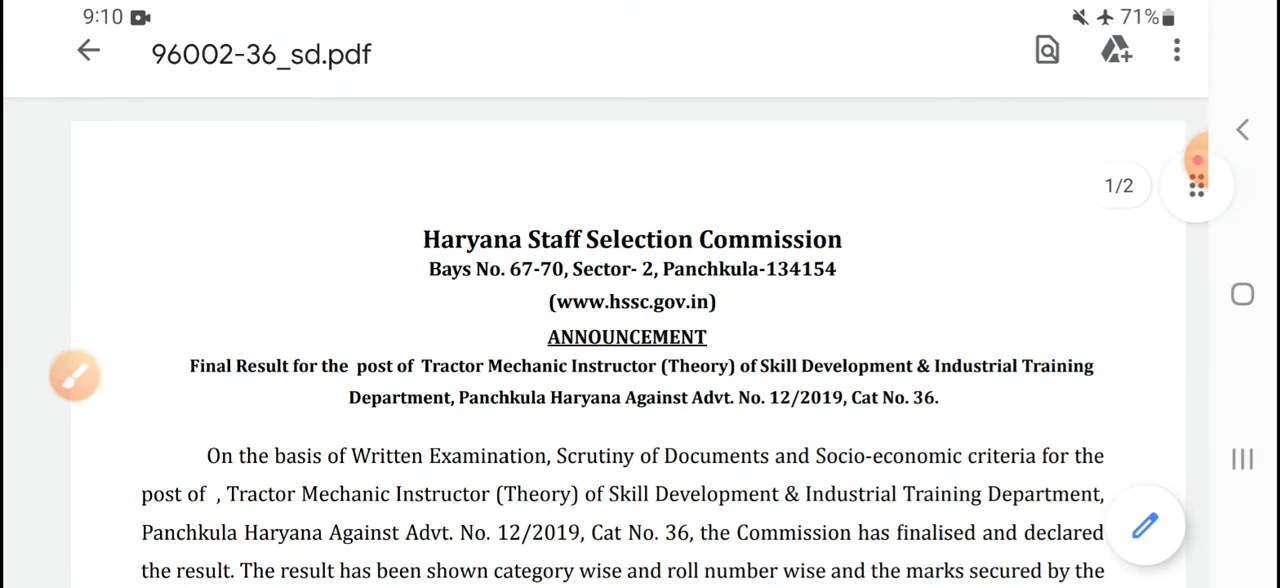 9:10
71%
96002-36_sd.pdf
1/2
Haryana Staff Selection Commission
Bays No. 67-70, Sector- 2, Panchkula-134154
(www.hssc.gov.in)
ANNOUNCEMENT
Final Result for the post of Tractor Mechanic Instructor (Theory) of Skill Development & Industrial Training
Department, Panchkula Haryana Against Advt. No. 12/2019, Cat No. 36.
On the basis of Written Examination, Scrutiny of Documents and Socio-economic criteria for the
post of , Tractor Mechanic Instructor (Theory) of Skill Development & Industrial Training Department,
Panchkula Haryana Against Advt. No. 12/2019, Cat No. 36, the Commission has finalised and declared
the result. The result has been shown category wise and roll number wise and the marks secured by the